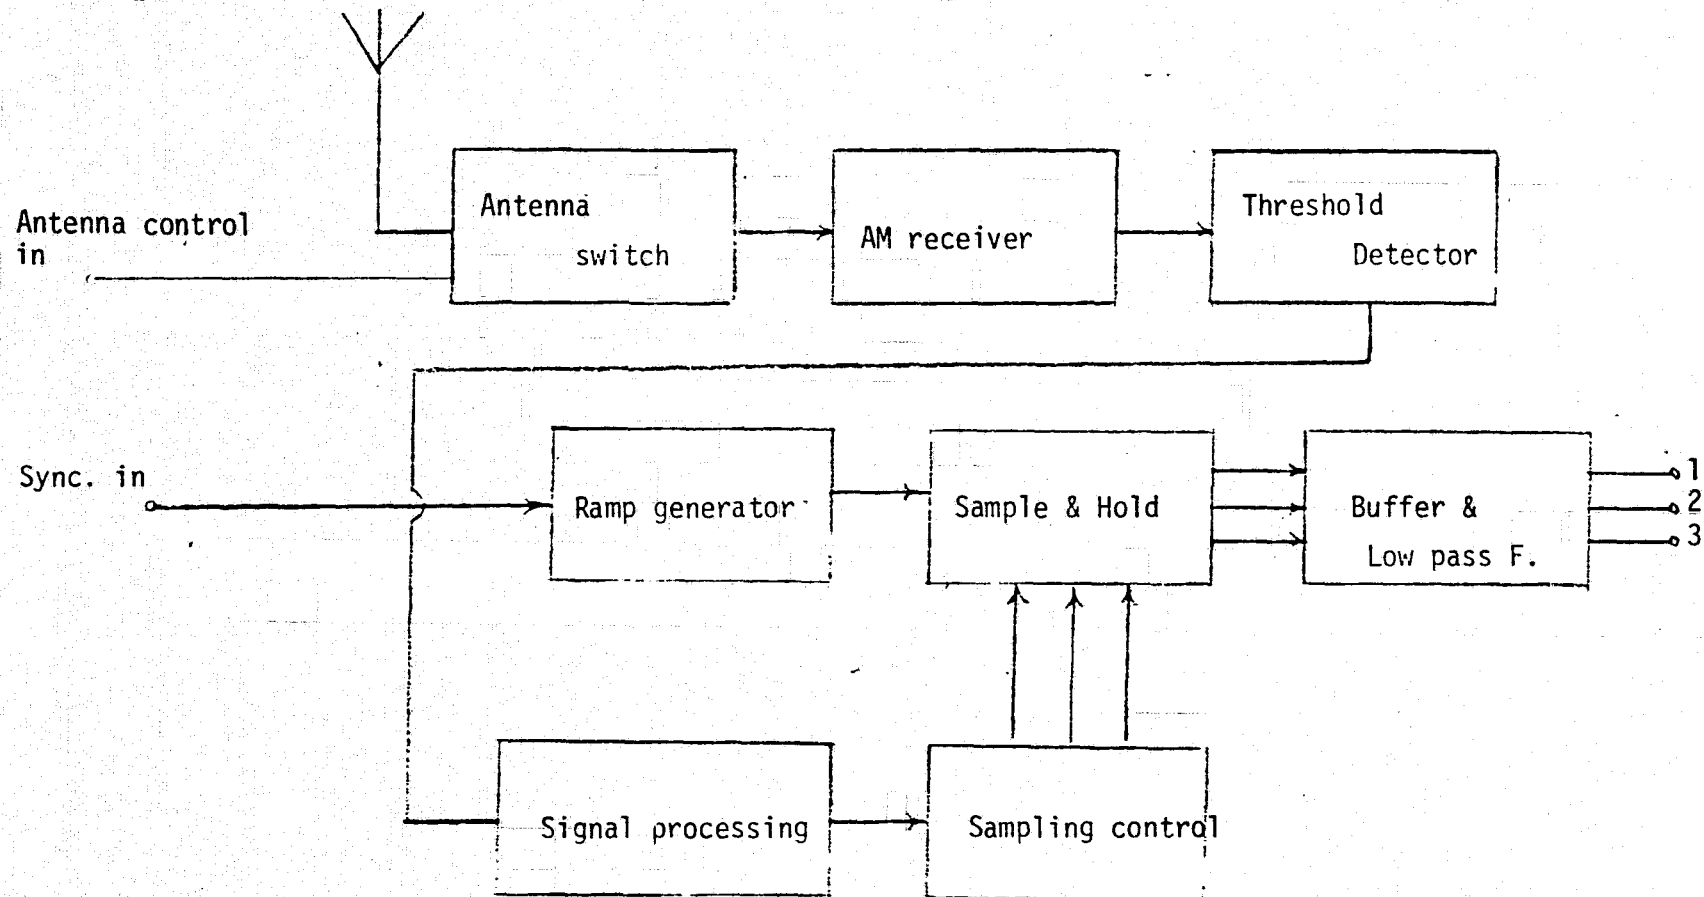 Antenna control
in
Antenna
switch
AM receiver
Threshold
Detector
Sync. in
Ramp generator
Sample & Hold
Buffer &
Low pass F.
1
2
3
Signal processing
Sampling control